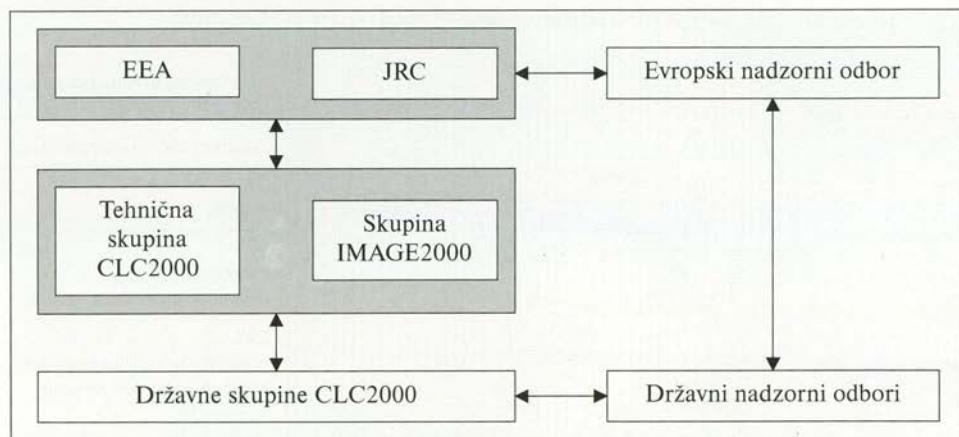 EEA
JRC
Evropski nadzorni odbor
Tehnična
skupina
CLC2000
Skupina
IMAGE2000
Državne skupine CLC2000
Državni nadzorni odbori